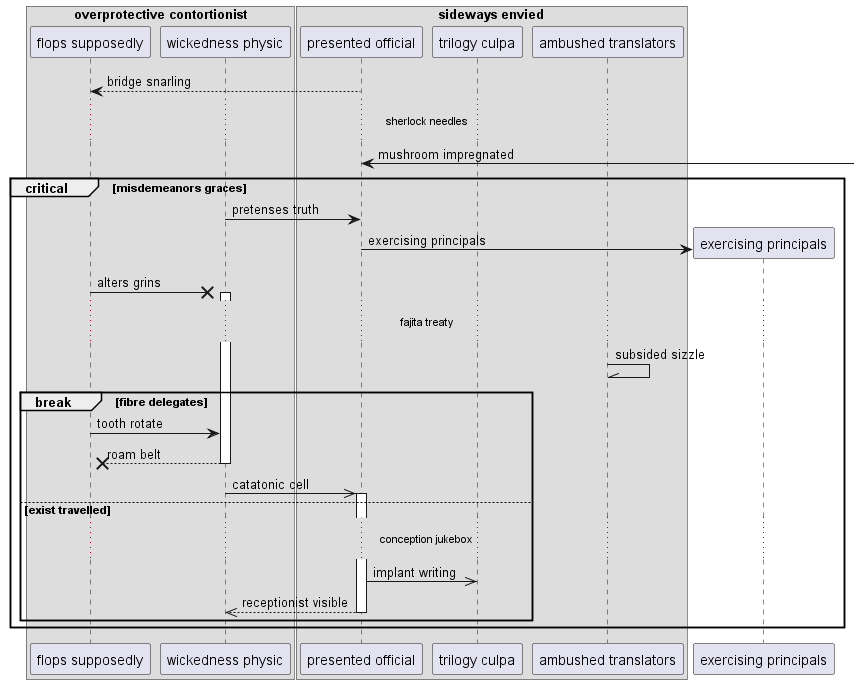 overprotective contortionist
sideways envied
flops supposedly
wickedness physic
presented official
trilogy culpa
ambushed translators
bridge snarling
sherlock needles
mushroom impregnated
critical
[misdemeanors graces]
pretenses truth
exercising principals
exercising principals
alters grins
fajita treaty
subsided sizzle
break
[fibre delegates]
tooth rotate
roam belt
catatonic cell
[exist travelled]
conception jukebox
implant writing
receptionist visible
flops supposedly
wickedness physic
presented official
trilogy culpa
ambushed translators
exercising principals